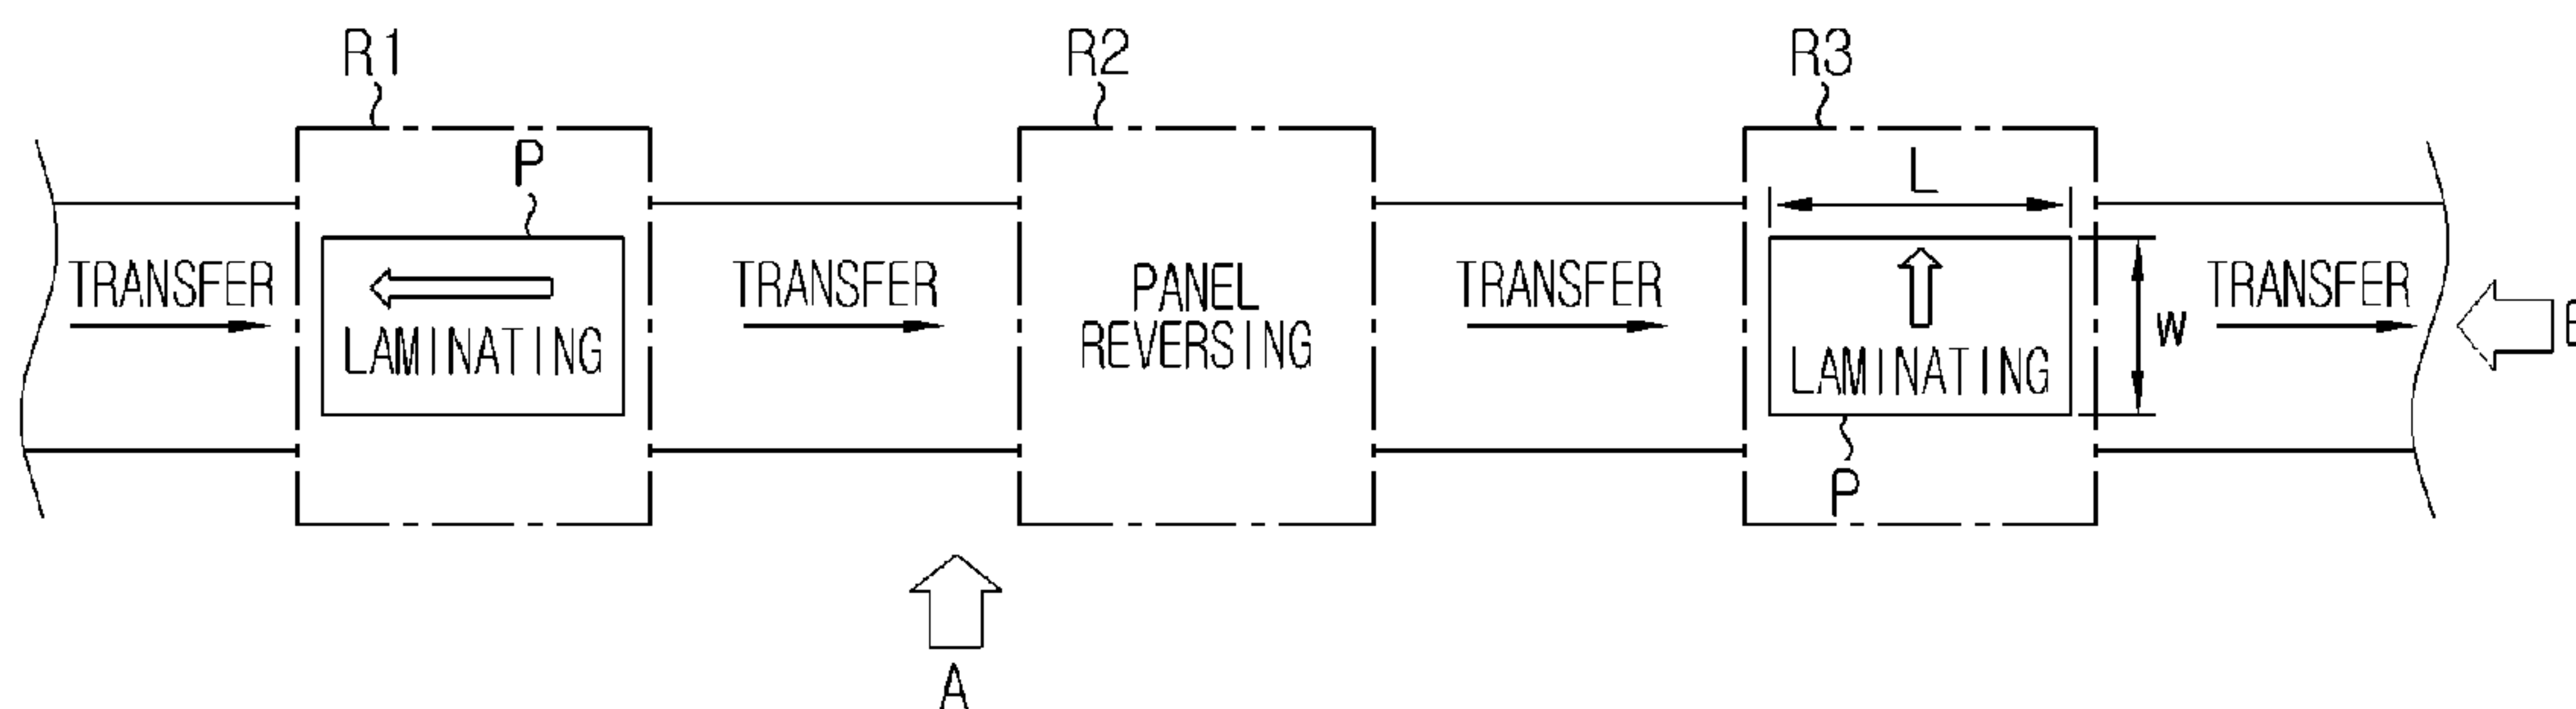 R1
R2
R3
P
L
TRANSFER
LAMINATING
TRANSFER
PANEL
REVERSING
TRANSFER
LAMINATING
W
TRANSFER
P
A